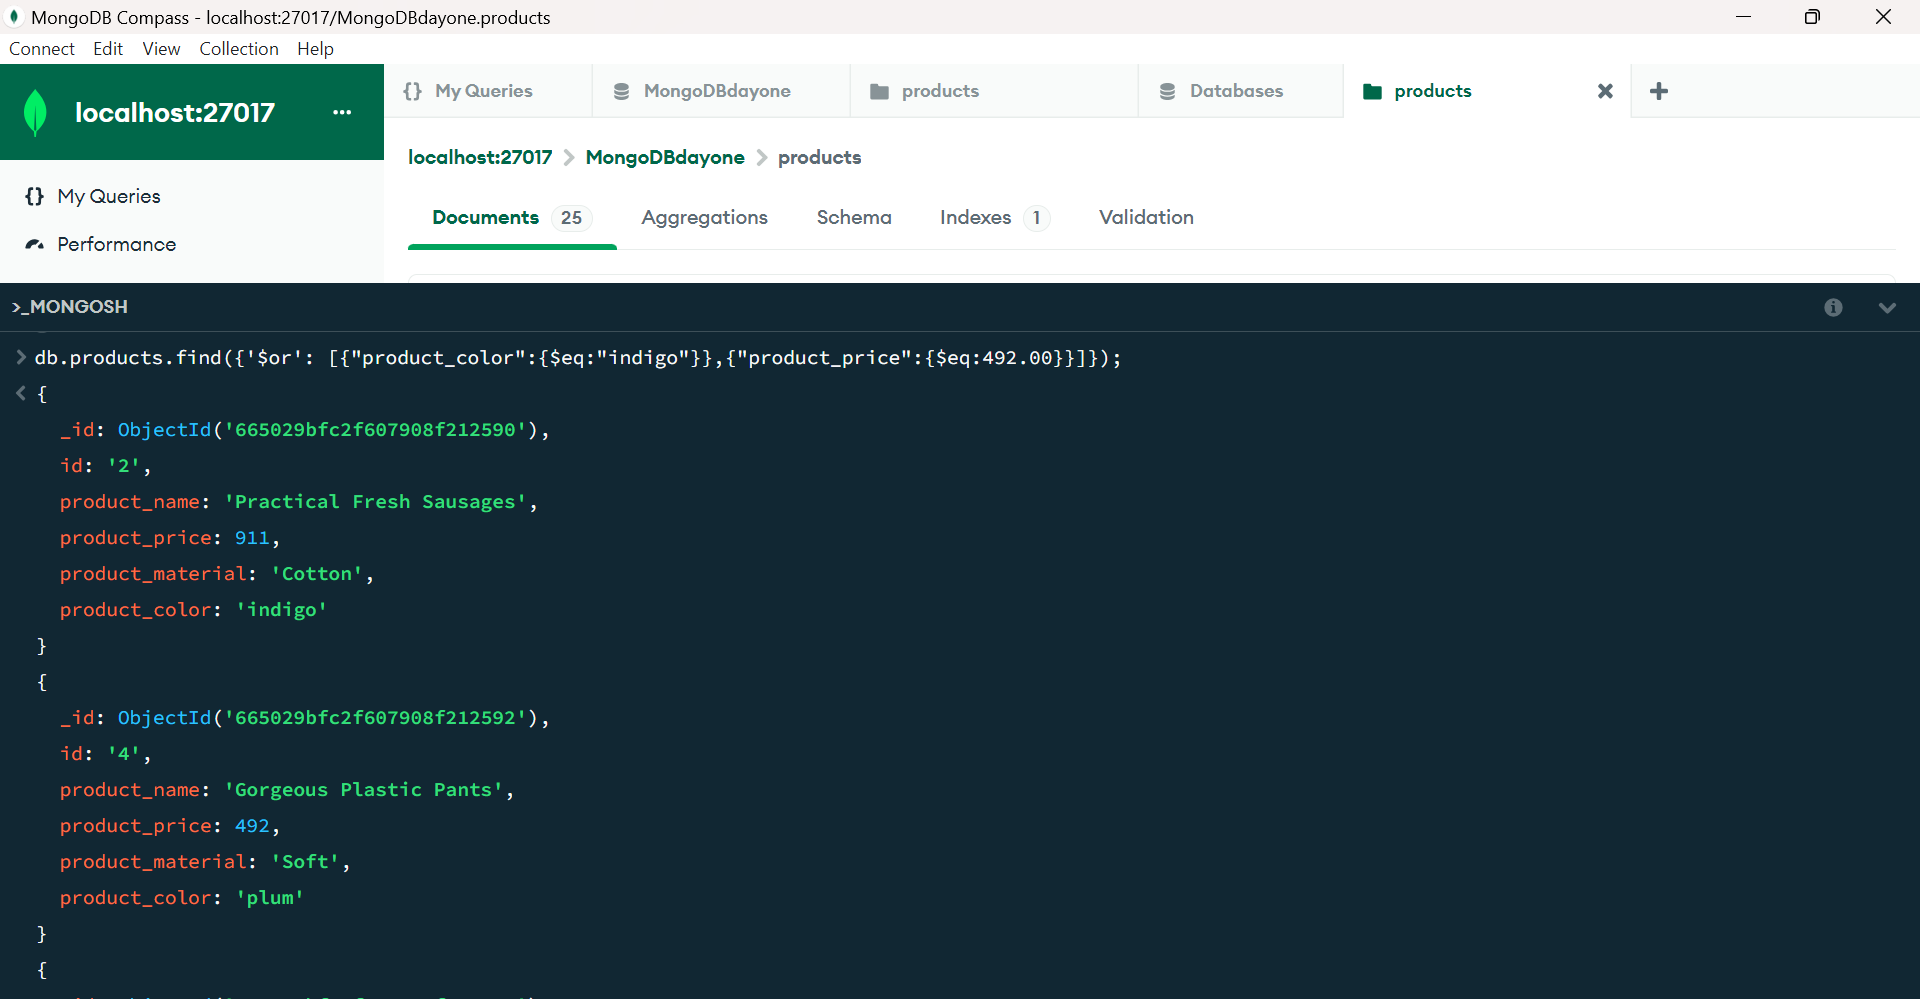 MongoDB Compass - localhost:27017/MongoDBdayone.products
Connect Edit View Collection Help
localhost:27017 ...
{} My Queries MongoDBdayone products Databases products
localhost:27017 > MongoDBdayone > products
{} My Queries
Performance
Documents 25 Aggregations Schema Indexes 1 Validation
>_MONGOSH
> db.products.find({'$or': [{"product_color":{$eq:"indigo"}},{"product_price":{$eq:492.00}}]});
< {
_id: ObjectId('665029bfc2f607908f212590'),
id: '2',
product_name: 'Practical Fresh Sausages',
product_price: 911,
product_material: 'Cotton',
product_color: 'indigo'
}
{
_id: ObjectId('665029bfc2f607908f212592'),
id: '4',
product_name: 'Gorgeous Plastic Pants',
product_price: 492,
product_material: 'Soft',
product_color: 'plum'
}
{